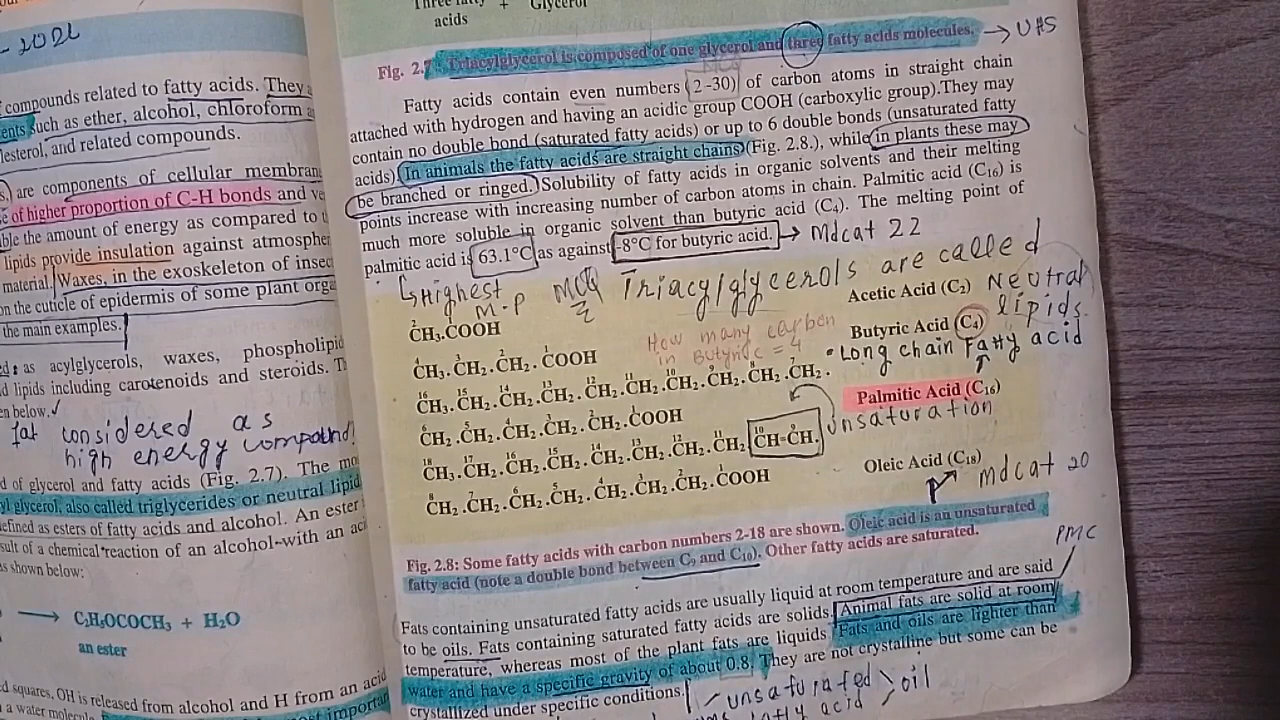 - 2021
compounds related to fatty acids. They
ents such as ether, alcohol, chloroform
lesterol, and related compounds.
are components of cellular membran
e of higher proportion of C-H bonds and
ble the amount of energy as compared to
lipids provide insulation against atmospher
material. Waxes, in the exoskeleton of insec
on the cuticle of epidermis of some plant orga
the main examples.
as acylglycerols, waxes, phospholipid
d lipids including carotenoids and steroids.
en below.
fat considered as
high energy compound!
d of glycerol and fatty acids (Fig. 2.7). The mo
yl glycerol, also called triglycerides or neutral lipid
efined as esters of fatty acids and alcohol. An ester
sult of a chemical reaction of an alcohol with an aci
as shown below:
→ C₂H₅OCOCH₃ + H₂O
an ester
ed squares, OH is released from alcohol and H from an acid
a water molecule
most important
Three fatty + Glycerol
acids
Fig. 2.7 Triacylglycerol is composed of one glycerol and three fatty acids molecules. → UHS
MCQ
Fatty acids contain even numbers (2-30) of carbon atoms in straight chain
attached with hydrogen and having an acidic group COOH (carboxylic group). They may
contain no double bond (saturated fatty acids) or up to 6 double bonds (unsaturated fatty
acids) In animals the fatty acids are straight chains (Fig. 2.8.), while in plants these may
be branched or ringed. Solubility of fatty acids in organic solvents and their melting
points increase with increasing number of carbon atoms in chain. Palmitic acid (C₁₆) is
much more soluble in organic solvent than butyric acid (C₄). The melting point of
palmitic acid is 63.1°C as against -8°C for butyric acid. → Mdcat 22
↳ Highest M.P
MCQ
Triacylglycerols are called Neutral lipids.
CH₃.COOH Acetic Acid (C₂)
How many carbon in Butyric = 4
CH₃.CH₂.CH₂.COOH Butyric Acid (C₄)
• Long chain Fatty acid
CH₃.CH₂.CH₂.CH₂.CH₂.CH₂.CH₂.CH₂.CH₂.CH₂.
CH₂.CH₂.CH₂.CH₂.CH₂.COOH Palmitic Acid (C₁₆)
unsaturation
CH₃.CH₂.CH₂.CH₂.CH₂.CH₂.CH₂.CH₂.CH=CH.
CH₂.CH₂.CH₂.CH₂.CH₂.CH₂.CH₂.COOH Oleic Acid (C₁₈)
mdcat 20
Fig. 2.8: Some fatty acids with carbon numbers 2-18 are shown. Oleic acid is an unsaturated
fatty acid (note a double bond between C₉ and C₁₀). Other fatty acids are saturated.
PMC
Fats containing unsaturated fatty acids are usually liquid at room temperature and are said
to be oils. Fats containing saturated fatty acids are solids. Animal fats are solid at room
temperature, whereas most of the plant fats are liquids. Fats and oils are lighter than
water and have a specific gravity of about 0.8. They are not crystalline but some can be
crystallized under specific conditions.
unsaturated oil
fatty acid